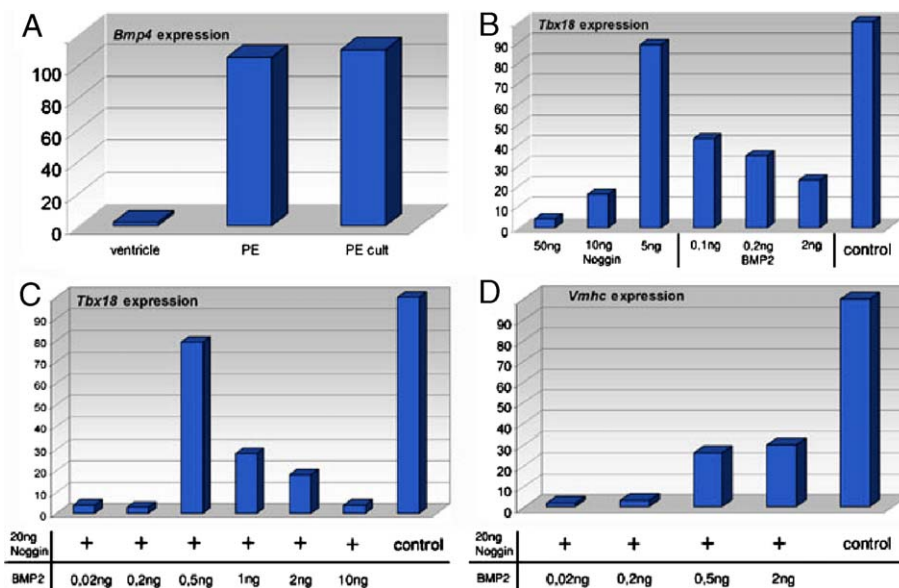 A
Bmp4 expression
100
80
60
40
20
0
ventricle PE PE cult
B
Tbx18 expression
90
80
70
60
50
40
30
20
10
0
50ng 10ng 5ng 0,1ng 0,2ng 2ng control
Noggin BMP2
C
Tbx18 expression
90
80
70
60
50
40
30
20
10
0
20ng Noggin + + + + + + control
BMP2 0,02ng 0,2ng 0,5ng 1ng 2ng 10ng
D
Vmhc expression
90
80
70
60
50
40
30
20
10
0
20ng Noggin + + + + control
BMP2 0,02ng 0,2ng 0,5ng 2ng